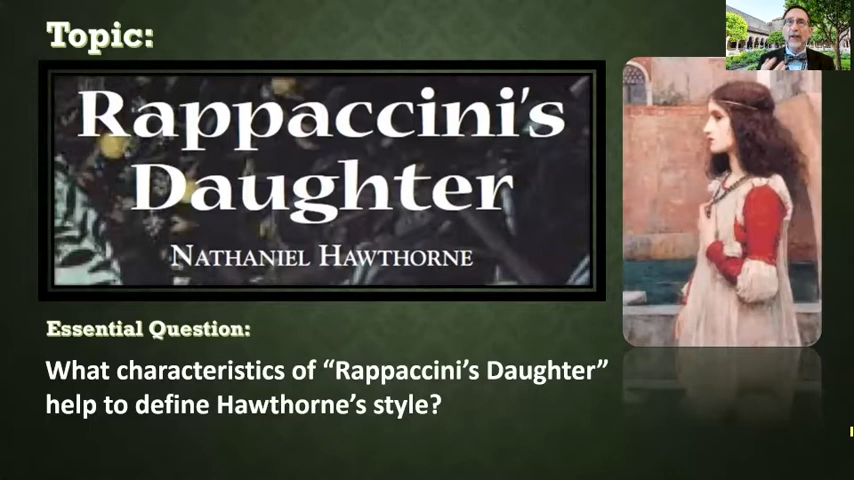 Topic:
Rappaccini's
Daughter
NATHANIEL HAWTHORNE
Essential Question:
What characteristics of “Rappaccini’s Daughter”
help to define Hawthorne’s style?